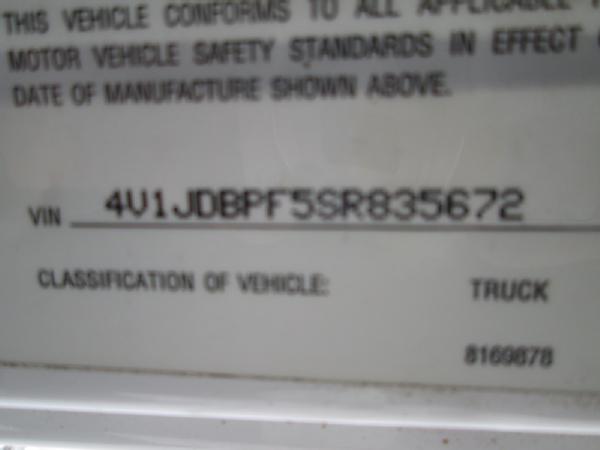 THIS VEHICLE CONFORMS TO ALL APPLICABLE
MOTOR VEHICLE SAFETY STANDARDS IN EFFECT
DATE OF MANUFACTURE SHOWN ABOVE.
VIN 4V1JDBPF5SR835672
CLASSIFICATION OF VEHICLE: TRUCK
8169878